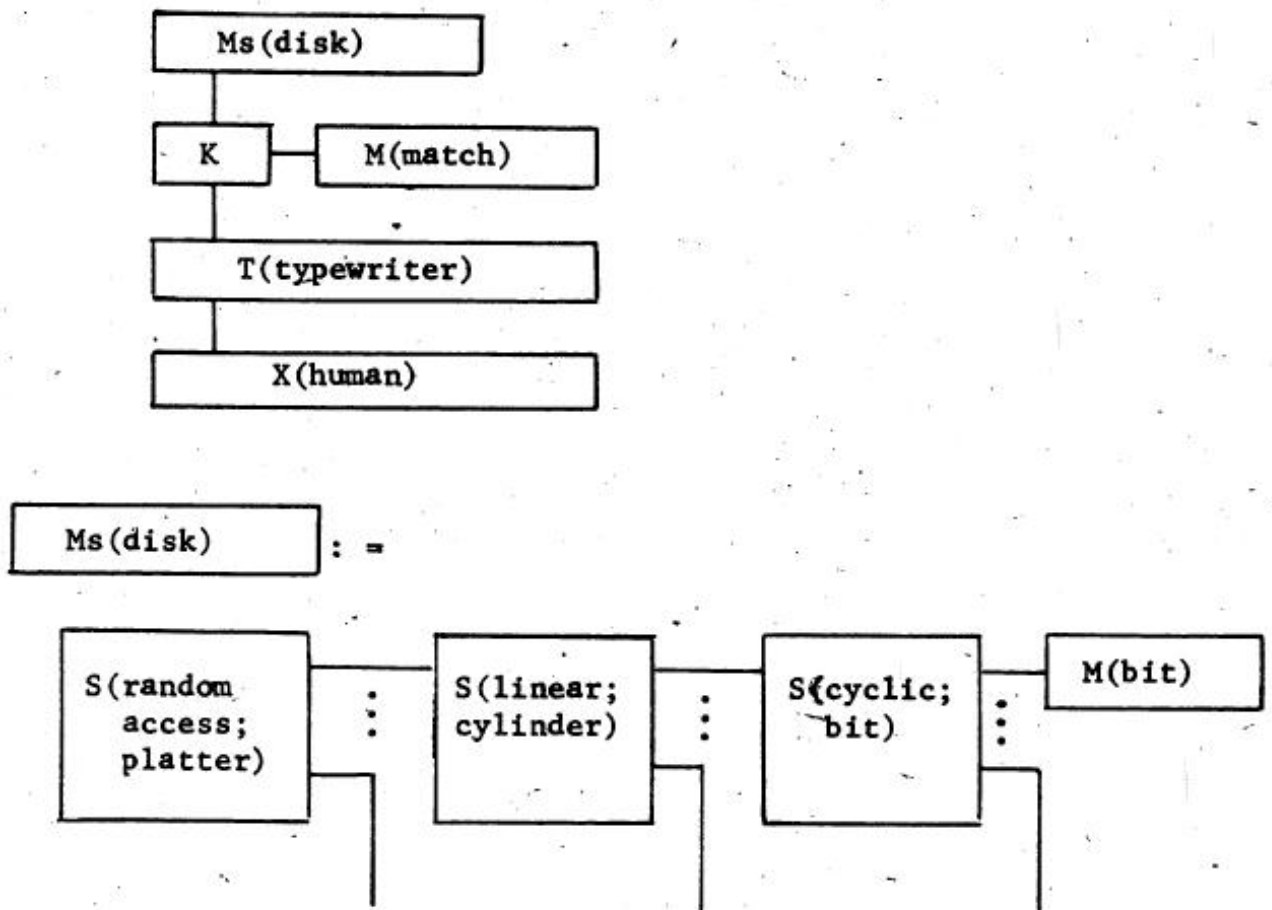 Ms(disk)
K
M(match)
T(typewriter)
X(human)
Ms(disk)
: =
S(random
access;
platter)
S(linear;
cylinder)
S(cyclic;
bit)
M(bit)